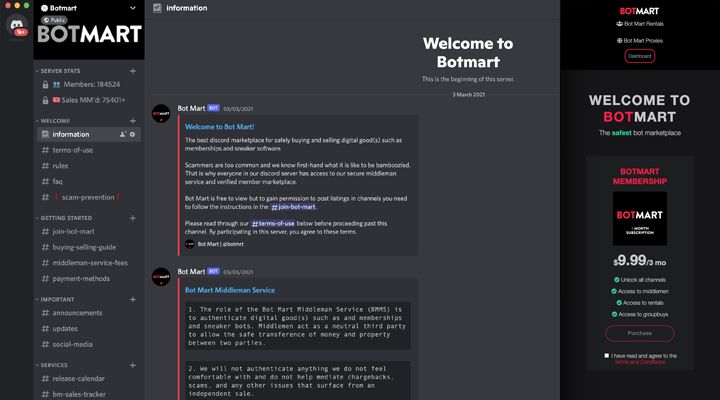 Botmart
Public
BOTMART
SERVER STATS
Members: 184524
Sales MM'd: 75401+
WELCOME
information
terms-of-use
rules
faq
scam-prevention
GETTING STARTED
join-bot-mart
buying-selling-guide
middleman-service-fees
payment-methods
IMPORTANT
announcements
updates
social-media
SERVICES
release-calendar
bm-sales-tracker
information
Welcome to
Botmart
This is the beginning of this server.
3 March 2021
Bot Mart BOT 03/03/2021
Welcome to Bot Mart!
The best discord marketplace for safely buying and selling digital good(s) such as
memberships and sneaker software.
Scammers are too common and we know first-hand what it is like to be bamboozled.
That is why everyone in our discord server has access to our secure middleman
service and verified member marketplace.
Bot Mart is free to view but to gain permission to post listings in channels you need
to follow the instructions in the #join-bot-mart.
Please read through our #terms-of-use below before proceeding past this
channel. By participating in this server, you agree to these terms.
Bot Mart | @botmrt
Bot Mart BOT 03/03/2021
Bot Mart Middleman Service
1. The role of the Bot Mart Middleman Service (BMMS) is
to authenticate digital good(s) such as and memberships
and sneaker bots. Middlemen act as a neutral third party
to allow the safe transference of money and property
between two parties.
2. We will not authenticate anything we do not feel
comfortable with and do not help mediate chargebacks,
scams, and any other issues that surface from an
independent sale.
BOTMART
Bot Mart Rentals
Bot Mart Proxies
Dashboard
WELCOME TO
BOTMART
The safest bot marketplace
BOTMART
MEMBERSHIP
BOTMART
MONTH
SUBSCRIPTION
$9.99/3 mo
Unlock all channels
Access to middlemen
Access to rentals
Access to groupbuys
Purchase
I have read and agree to the
Terms and Conditions